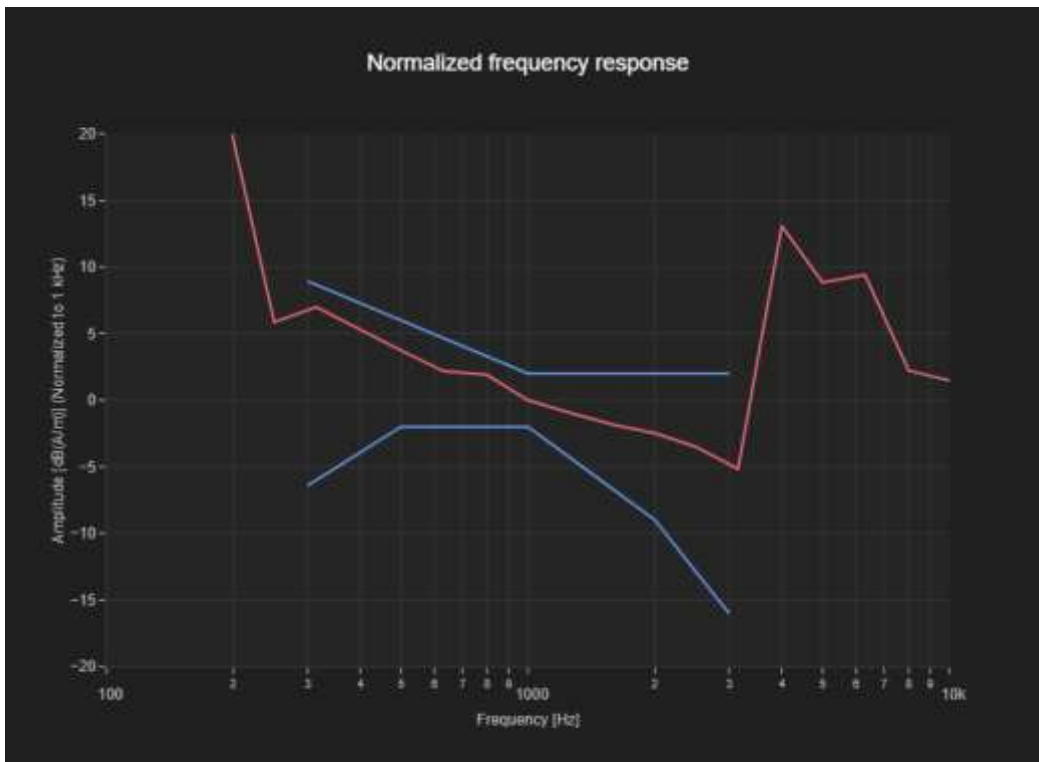 Normalized frequency response
20
15
10
5
0
−5
−10
−15
−20
Amplitude [dB(A/m)] (Normalized to 1 kHz)
100 2 3 4 5 6 7 8 9 1000 2 3 4 5 6 7 8 9 10k
Frequency [Hz]